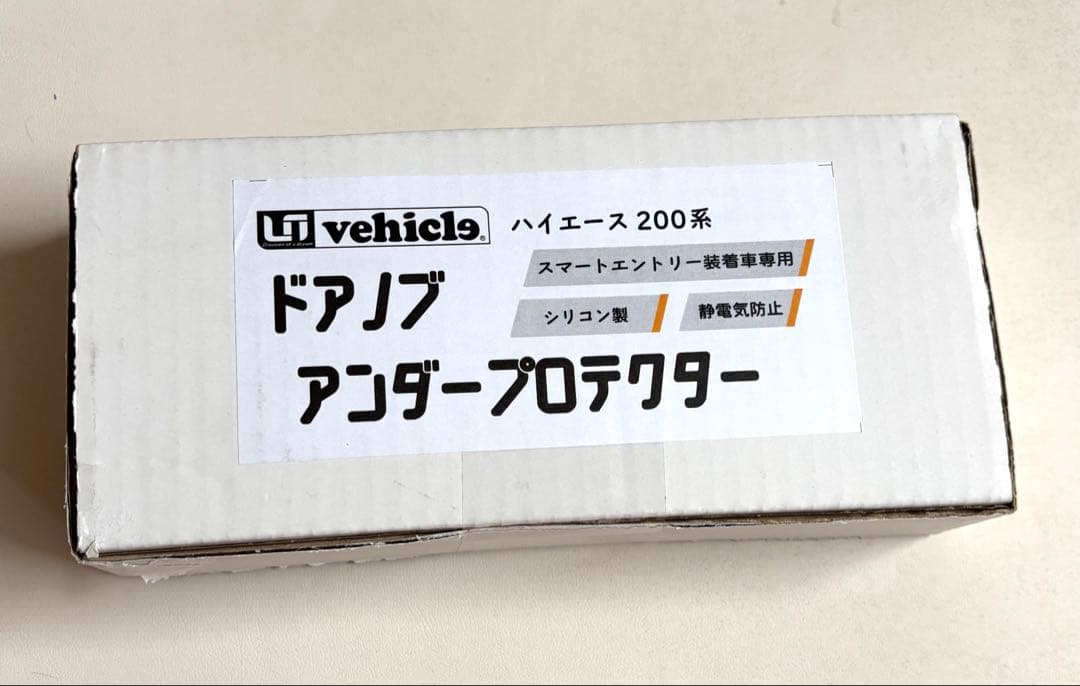 UI vehicle®
ハイエース 200系
スマートエントリー装着車専用
シリコン製
静電気防止
ドアノブ
アンダープロテクター